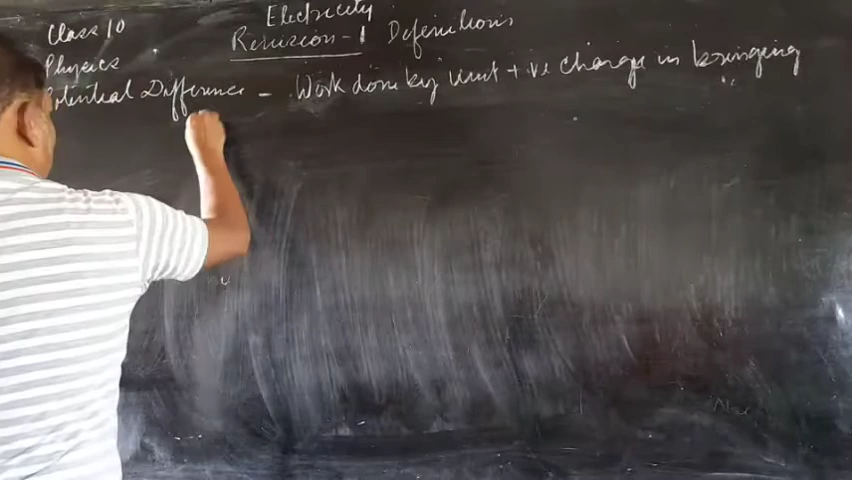 Electricity
Class 10
Revision - 1 Definitions
Physics
Potential Difference - Work done by unit +ve charge in bringing